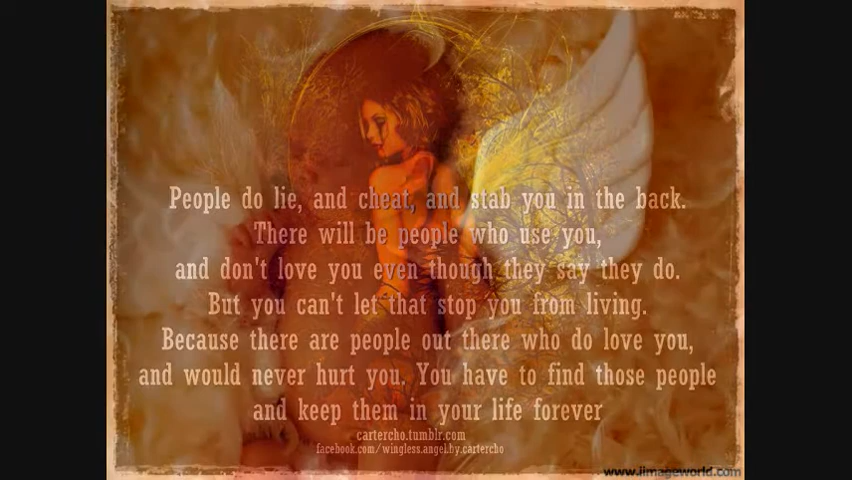 People do lie, and cheat, and stab you in the back.
There will be people who use you,
and don't love you even though they say they do.
But you can't let that stop you from living.
Because there are people out there who do love you,
and would never hurt you. You have to find those people
and keep them in your life forever
cartercho.tumblr.com
facebook.com/wingless.angel.by.cartercho
www.iimageworld.com